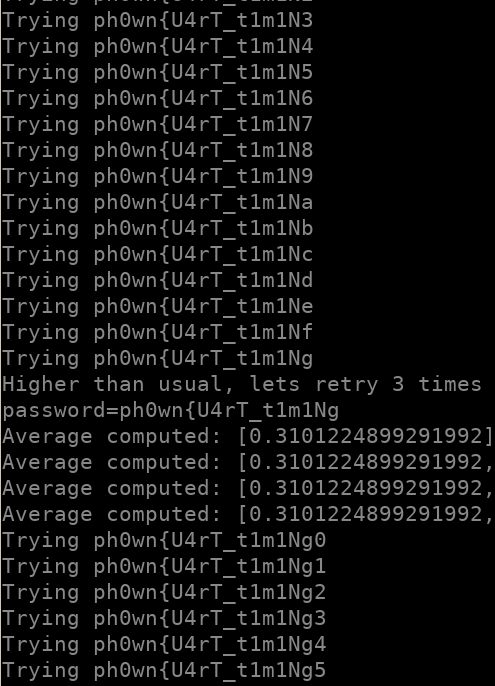 Trying ph0wn{U4rT_t1m1N3
Trying ph0wn{U4rT_t1m1N4
Trying ph0wn{U4rT_t1m1N5
Trying ph0wn{U4rT_t1m1N6
Trying ph0wn{U4rT_t1m1N7
Trying ph0wn{U4rT_t1m1N8
Trying ph0wn{U4rT_t1m1N9
Trying ph0wn{U4rT_t1m1Na
Trying ph0wn{U4rT_t1m1Nb
Trying ph0wn{U4rT_t1m1Nc
Trying ph0wn{U4rT_t1m1Nd
Trying ph0wn{U4rT_t1m1Ne
Trying ph0wn{U4rT_t1m1Nf
Trying ph0wn{U4rT_t1m1Ng
Higher than usual, lets retry 3 times
password=ph0wn{U4rT_t1m1Ng
Average computed: [0.3101224899291992]
Average computed: [0.3101224899291992,
Average computed: [0.3101224899291992,
Average computed: [0.3101224899291992,
Trying ph0wn{U4rT_t1m1Ng0
Trying ph0wn{U4rT_t1m1Ng1
Trying ph0wn{U4rT_t1m1Ng2
Trying ph0wn{U4rT_t1m1Ng3
Trying ph0wn{U4rT_t1m1Ng4
Trying ph0wn{U4rT_t1m1Ng5